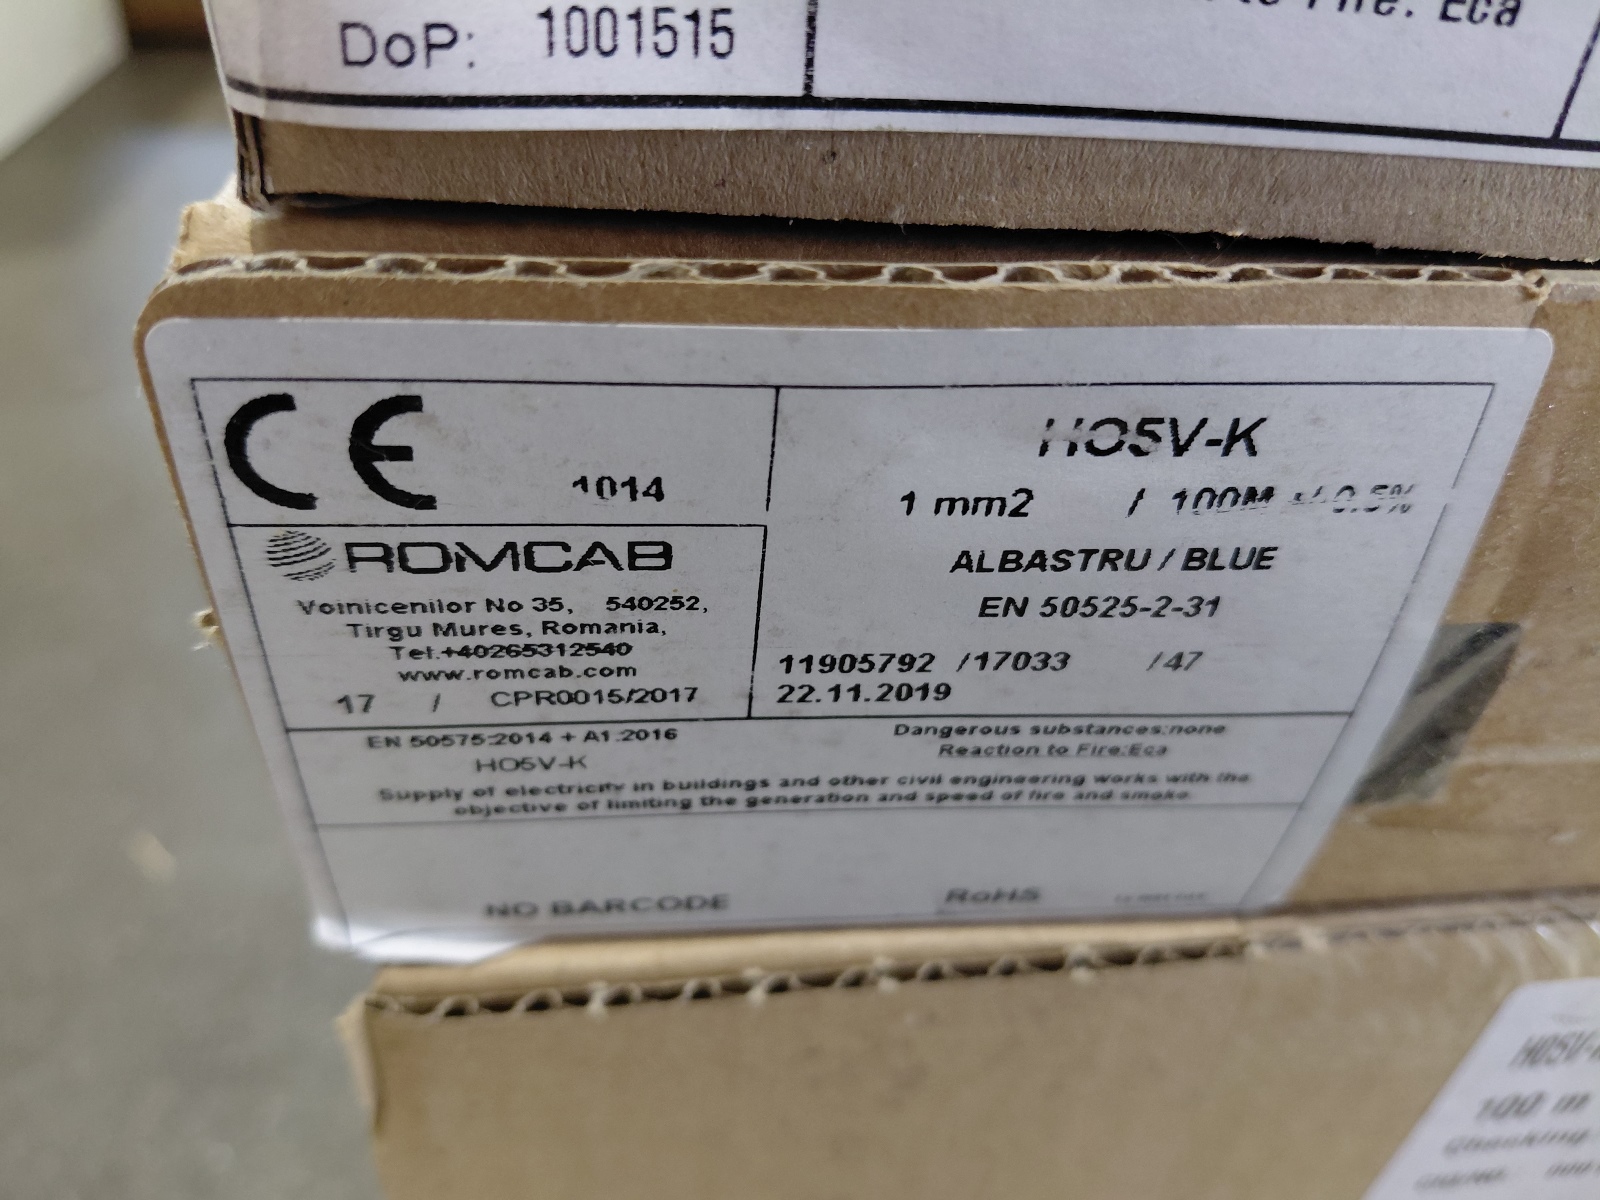 DoP: 1001515
Fire: Eca
CE
1014
ROMCAB
Voinicenilor No 35, 540252,
Tirgu Mures, Romania,
Tel.+40265312540
www.romcab.com
17 / CPR0015/2017
HO5V-K
1 mm2 / 100M +/-0.5%
ALBASTRU / BLUE
EN 50525-2-31
11905792 /17033 /47
22.11.2019
EN 50575:2014 + A1:2016
HO5V-K
Dangerous substances:none
Reaction to Fire:Eca
Supply of electricity in buildings and other civil engineering works with the
objective of limiting the generation and speed of fire and smoke.
NO BARCODE
RoHS
H05V-
100 m
Checking